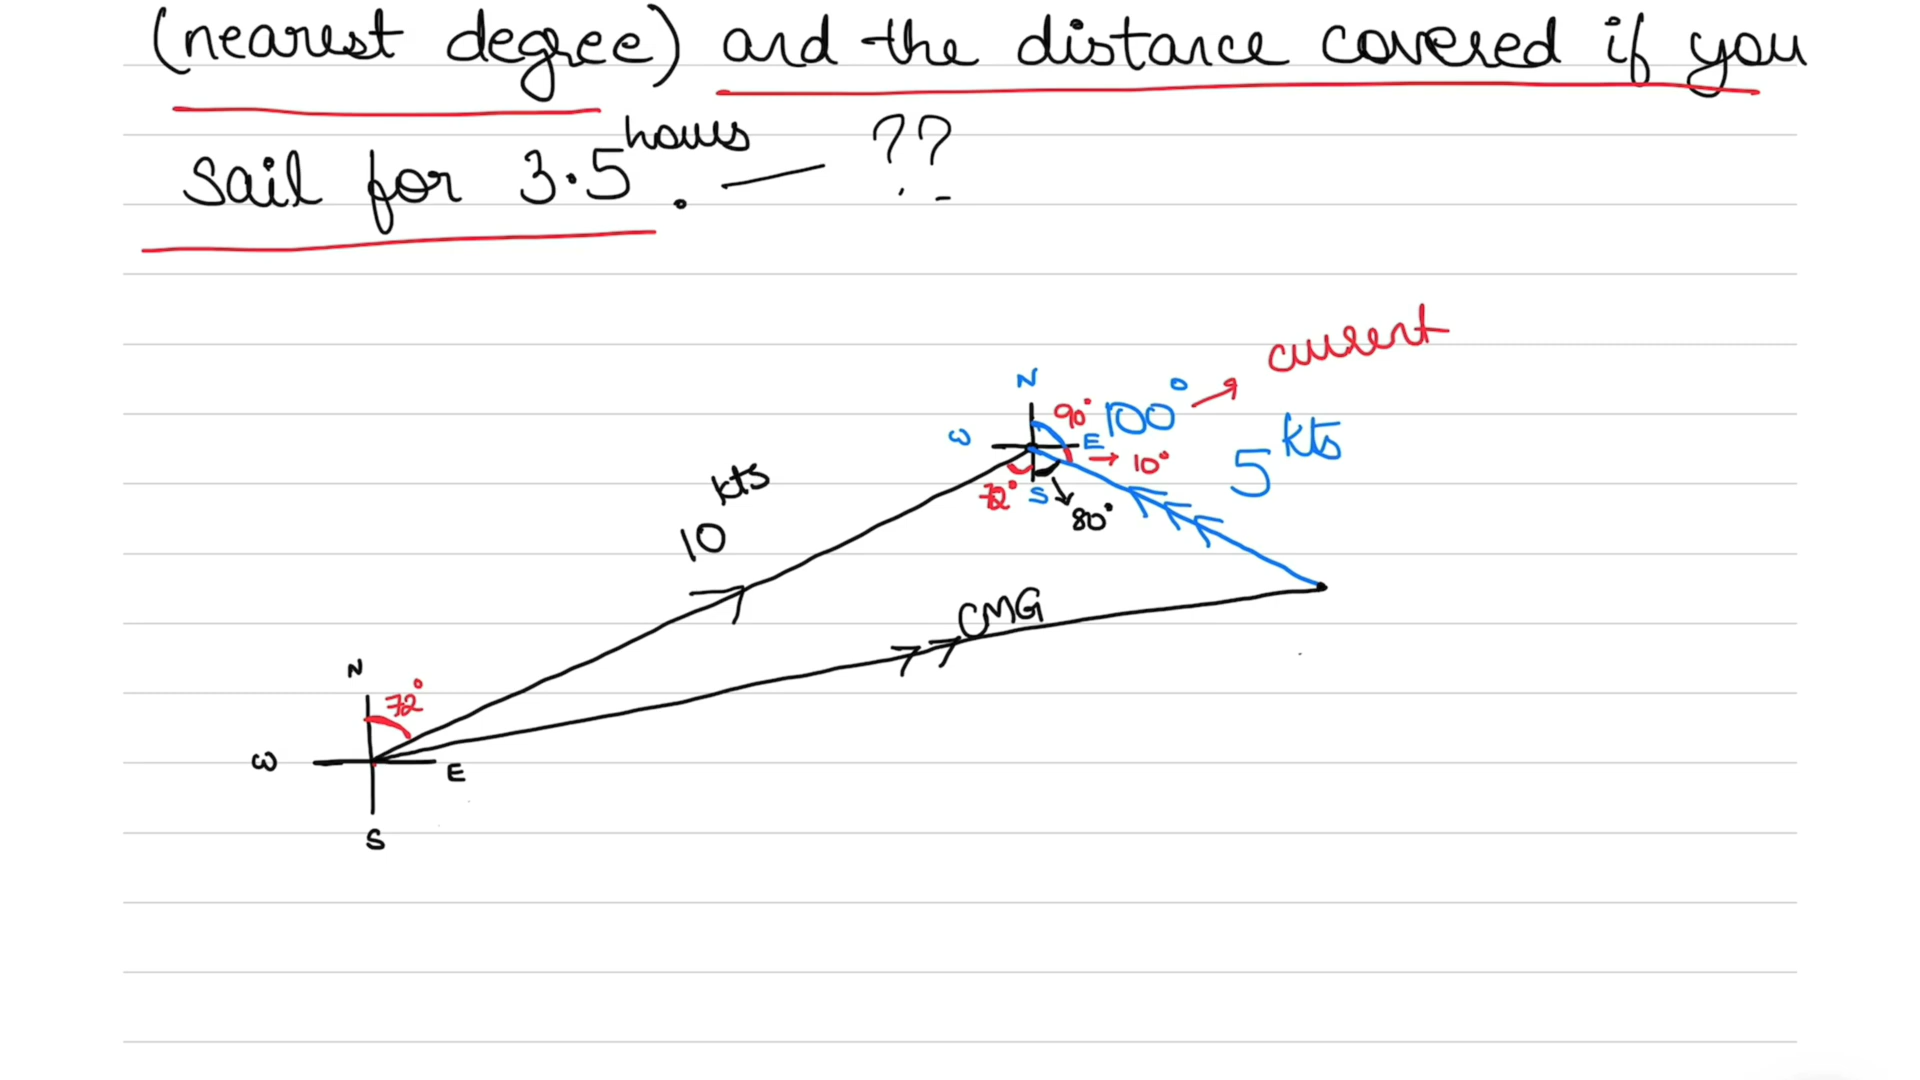 (nearest degree) and the distance covered if you
sail for 3.5 hours. — ??
current
N
90° 100°
W E 5 kts
→ 10°
10 kts
72° S 80°
CMG
N
72°
W E
S